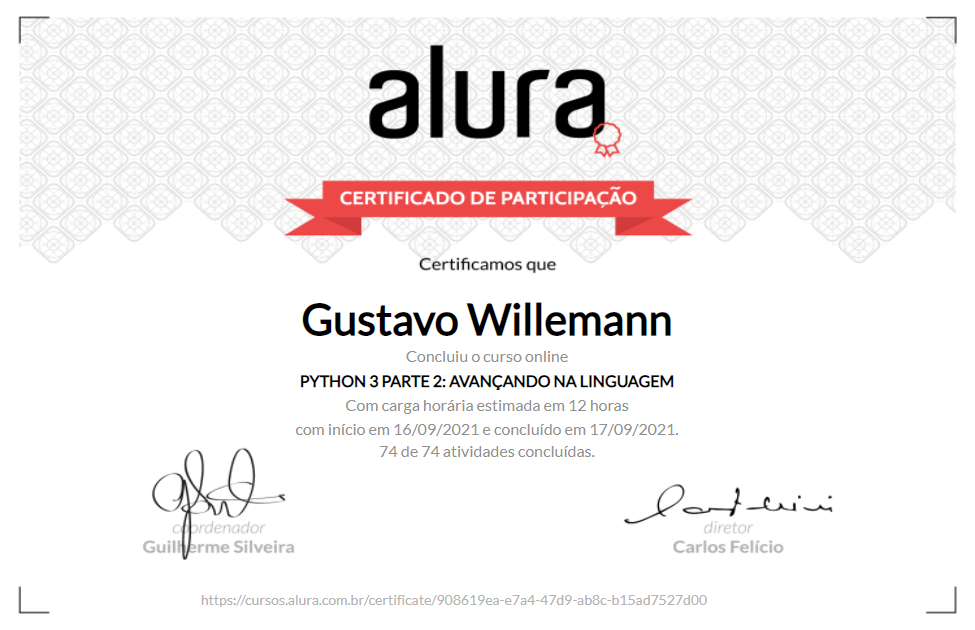 alura
CERTIFICADO DE PARTICIPAÇÃO
Certificamos que
Gustavo Willemann
Concluiu o curso online
PYTHON 3 PARTE 2: AVANÇANDO NA LINGUAGEM
Com carga horária estimada em 12 horas
com início em 16/09/2021 e concluído em 17/09/2021.
74 de 74 atividades concluídas.
coordenador
Guilherme Silveira
diretor
Carlos Felício
https://cursos.alura.com.br/certificate/908619ea-e7a4-47d9-ab8c-b15ad7527d00